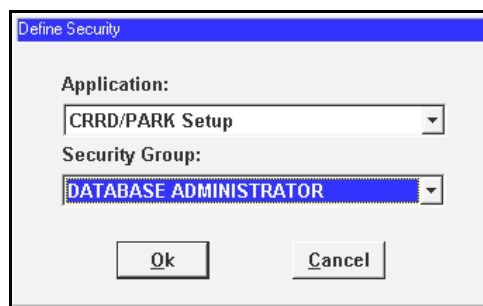 Define Security
Application:
CRRD/PARK Setup
Security Group:
DATABASE ADMINISTRATOR
Ok Cancel